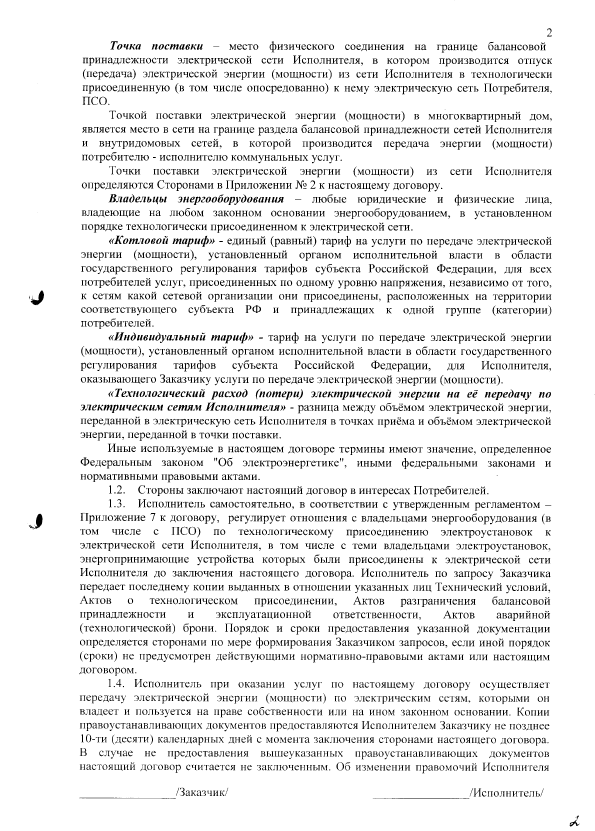 2
Точка поставки – место физического соединения на границе балансовой
принадлежности электрической сети Исполнителя, в котором производится отпуск
(передача) электрической энергии (мощности) из сети Исполнителя в технологически
присоединенную (в том числе опосредованно) к нему электрическую сеть Потребителя,
ПСО.
Точкой поставки электрической энергии (мощности) в многоквартирный дом,
является место в сети на границе раздела балансовой принадлежности сетей Исполнителя
и внутридомовых сетей, в которой производится передача энергии (мощности)
потребителю - исполнителю коммунальных услуг.
Точки поставки электрической энергии (мощности) из сети Исполнителя
определяются Сторонами в Приложении № 2 к настоящему договору.
Владельцы энергооборудования – любые юридические и физические лица,
владеющие на любом законном основании энергооборудованием, в установленном
порядке технологически присоединенном к электрической сети.
«Котловой тариф» - единый (равный) тариф на услуги по передаче электрической
энергии (мощности), установленный органом исполнительной власти в области
государственного регулирования тарифов субъекта Российской Федерации, для всех
потребителей услуг, присоединенных по одному уровню напряжения, независимо от того,
к сетям какой сетевой организации они присоединены, расположенных на территории
соответствующего субъекта РФ и принадлежащих к одной группе (категории)
потребителей.
«Индивидуальный тариф» - тариф на услуги по передаче электрической энергии
(мощности), установленный органом исполнительной власти в области государственного
регулирования тарифов субъекта Российской Федерации, для Исполнителя,
оказывающего Заказчику услуги по передаче электрической энергии (мощности).
«Технологический расход (потери) электрической энергии на её передачу по
электрическим сетям Исполнителя» - разница между объёмом электрической энергии,
переданной в электрическую сеть Исполнителя в точках приёма и объёмом электрической
энергии, переданной в точки поставки.
Иные используемые в настоящем договоре термины имеют значение, определенное
Федеральным законом "Об электроэнергетике", иными федеральными законами и
нормативными правовыми актами.
1.2. Стороны заключают настоящий договор в интересах Потребителей.
1.3. Исполнитель самостоятельно, в соответствии с утвержденным регламентом –
Приложение 7 к договору, регулирует отношения с владельцами энергооборудования (в
том числе с ПСО) по технологическому присоединению электроустановок к
электрической сети Исполнителя, в том числе с теми владельцами электроустановок,
энергопринимающие устройства которых были присоединены к электрической сети
Исполнителя до заключения настоящего договора. Исполнитель по запросу Заказчика
передает последнему копии выданных в отношении указанных лиц Технический условий,
Актов о технологическом присоединении, Актов разграничения балансовой
принадлежности и эксплуатационной ответственности, Актов аварийной
(технологической) брони. Порядок и сроки предоставления указанной документации
определяется сторонами по мере формирования Заказчиком запросов, если иной порядок
(сроки) не предусмотрен действующими нормативно-правовыми актами или настоящим
договором.
1.4. Исполнитель при оказании услуг по настоящему договору осуществляет
передачу электрической энергии (мощности) по электрическим сетям, которыми он
владеет и пользуется на праве собственности или на ином законном основании. Копии
правоустанавливающих документов предоставляются Исполнителем Заказчику не позднее
10-ти (десяти) календарных дней с момента заключения сторонами настоящего договора.
В случае не предоставления вышеуказанных правоустанавливающих документов
настоящий договор считается не заключенным. Об изменении правомочий Исполнителя
_______________/Заказчик/ _______________/Исполнитель/
2